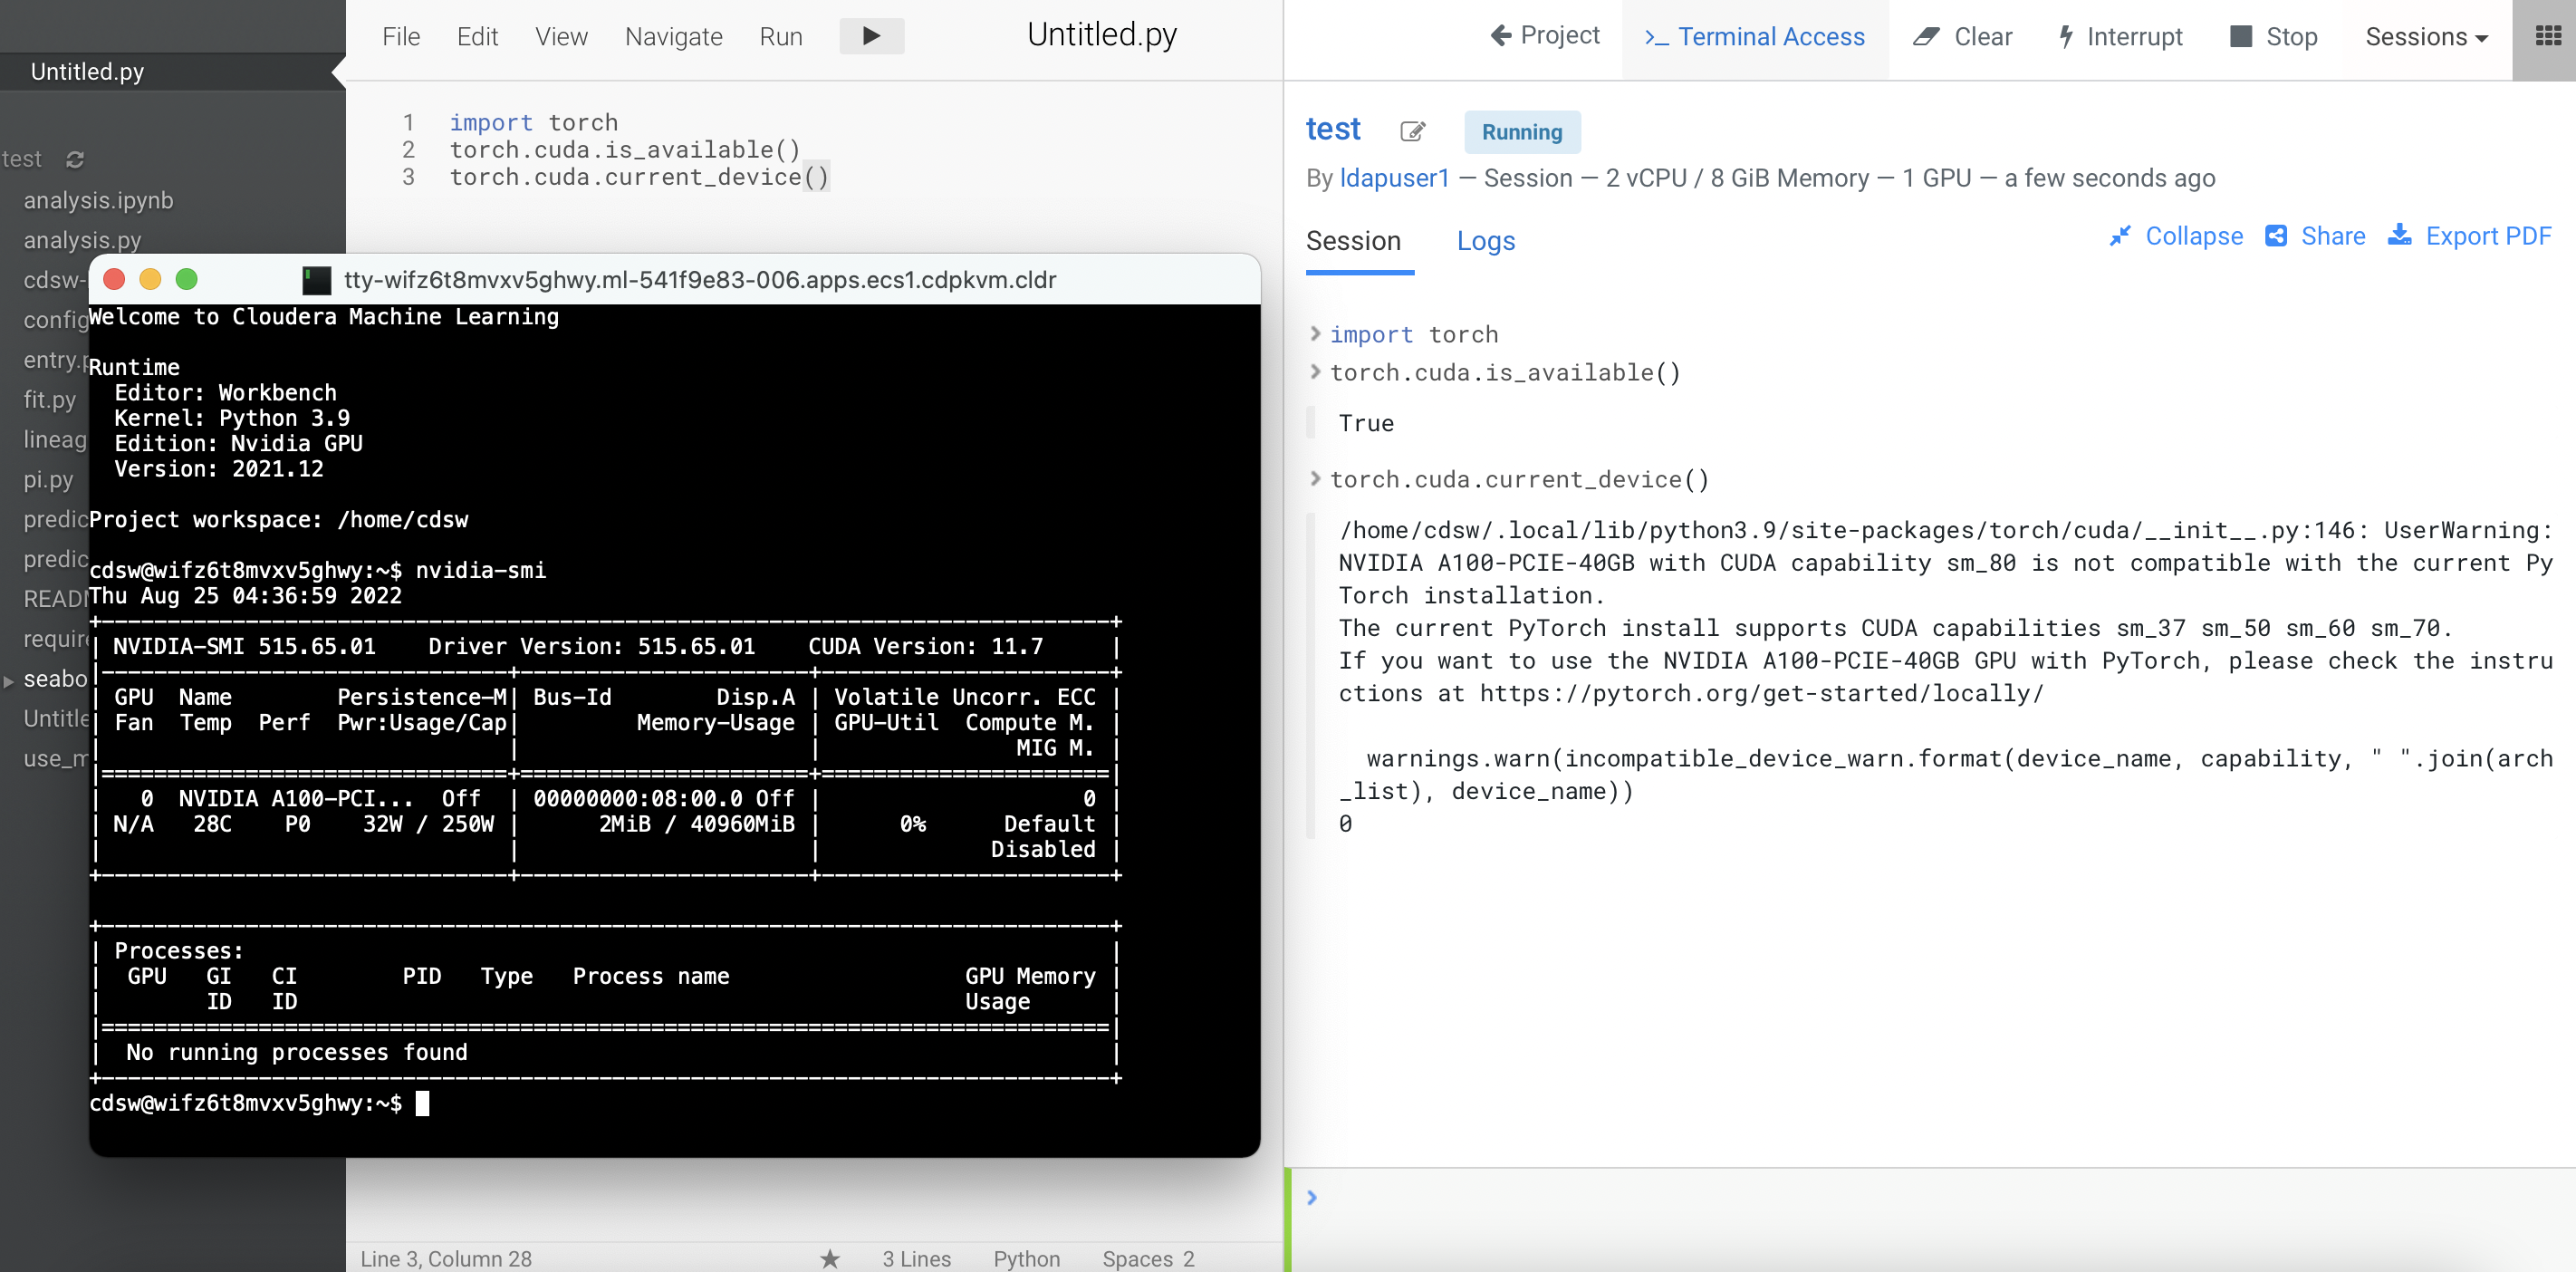 File Edit View Navigate Run Untitled.py
Project >_ Terminal Access Clear Interrupt Stop Sessions
Untitled.py
test
analysis.ipynb
analysis.py
cdsw-
config
entry.p
fit.py
lineag
pi.py
predic
predic
READ
require
seabo
Untitle
use_m
1 import torch
2 torch.cuda.is_available()
3 torch.cuda.current_device()
tty-wifz6t8mvxv5ghwy.ml-541f9e83-006.apps.ecs1.cdpkvm.cldr
Welcome to Cloudera Machine Learning
Runtime
Editor: Workbench
Kernel: Python 3.9
Edition: Nvidia GPU
Version: 2021.12
Project workspace: /home/cdsw
cdsw@wifz6t8mvxv5ghwy:~$ nvidia-smi
Thu Aug 25 04:36:59 2022
NVIDIA-SMI 515.65.01 Driver Version: 515.65.01 CUDA Version: 11.7
GPU Name Persistence-M| Bus-Id Disp.A | Volatile Uncorr. ECC |
Fan Temp Perf Pwr:Usage/Cap| Memory-Usage | GPU-Util Compute M. |
MIG M. |
0 NVIDIA A100-PCI... Off | 00000000:08:00.0 Off | 0 |
N/A 28C P0 32W / 250W | 2MiB / 40960MiB | 0% Default |
Disabled |
Processes:
GPU GI CI PID Type Process name GPU Memory
ID ID Usage
No running processes found
cdsw@wifz6t8mvxv5ghwy:~$
Line 3, Column 28 ★ 3 Lines Python Spaces 2
test Running
By ldapuser1 — Session — 2 vCPU / 8 GiB Memory — 1 GPU — a few seconds ago
Session Logs Collapse Share Export PDF
> import torch
> torch.cuda.is_available()
True
> torch.cuda.current_device()
/home/cdsw/.local/lib/python3.9/site-packages/torch/cuda/__init__.py:146: UserWarning:
NVIDIA A100-PCIE-40GB with CUDA capability sm_80 is not compatible with the current Py
Torch installation.
The current PyTorch install supports CUDA capabilities sm_37 sm_50 sm_60 sm_70.
If you want to use the NVIDIA A100-PCIE-40GB GPU with PyTorch, please check the instru
ctions at https://pytorch.org/get-started/locally/
warnings.warn(incompatible_device_warn.format(device_name, capability, " ".join(arch
_list), device_name))
0
>